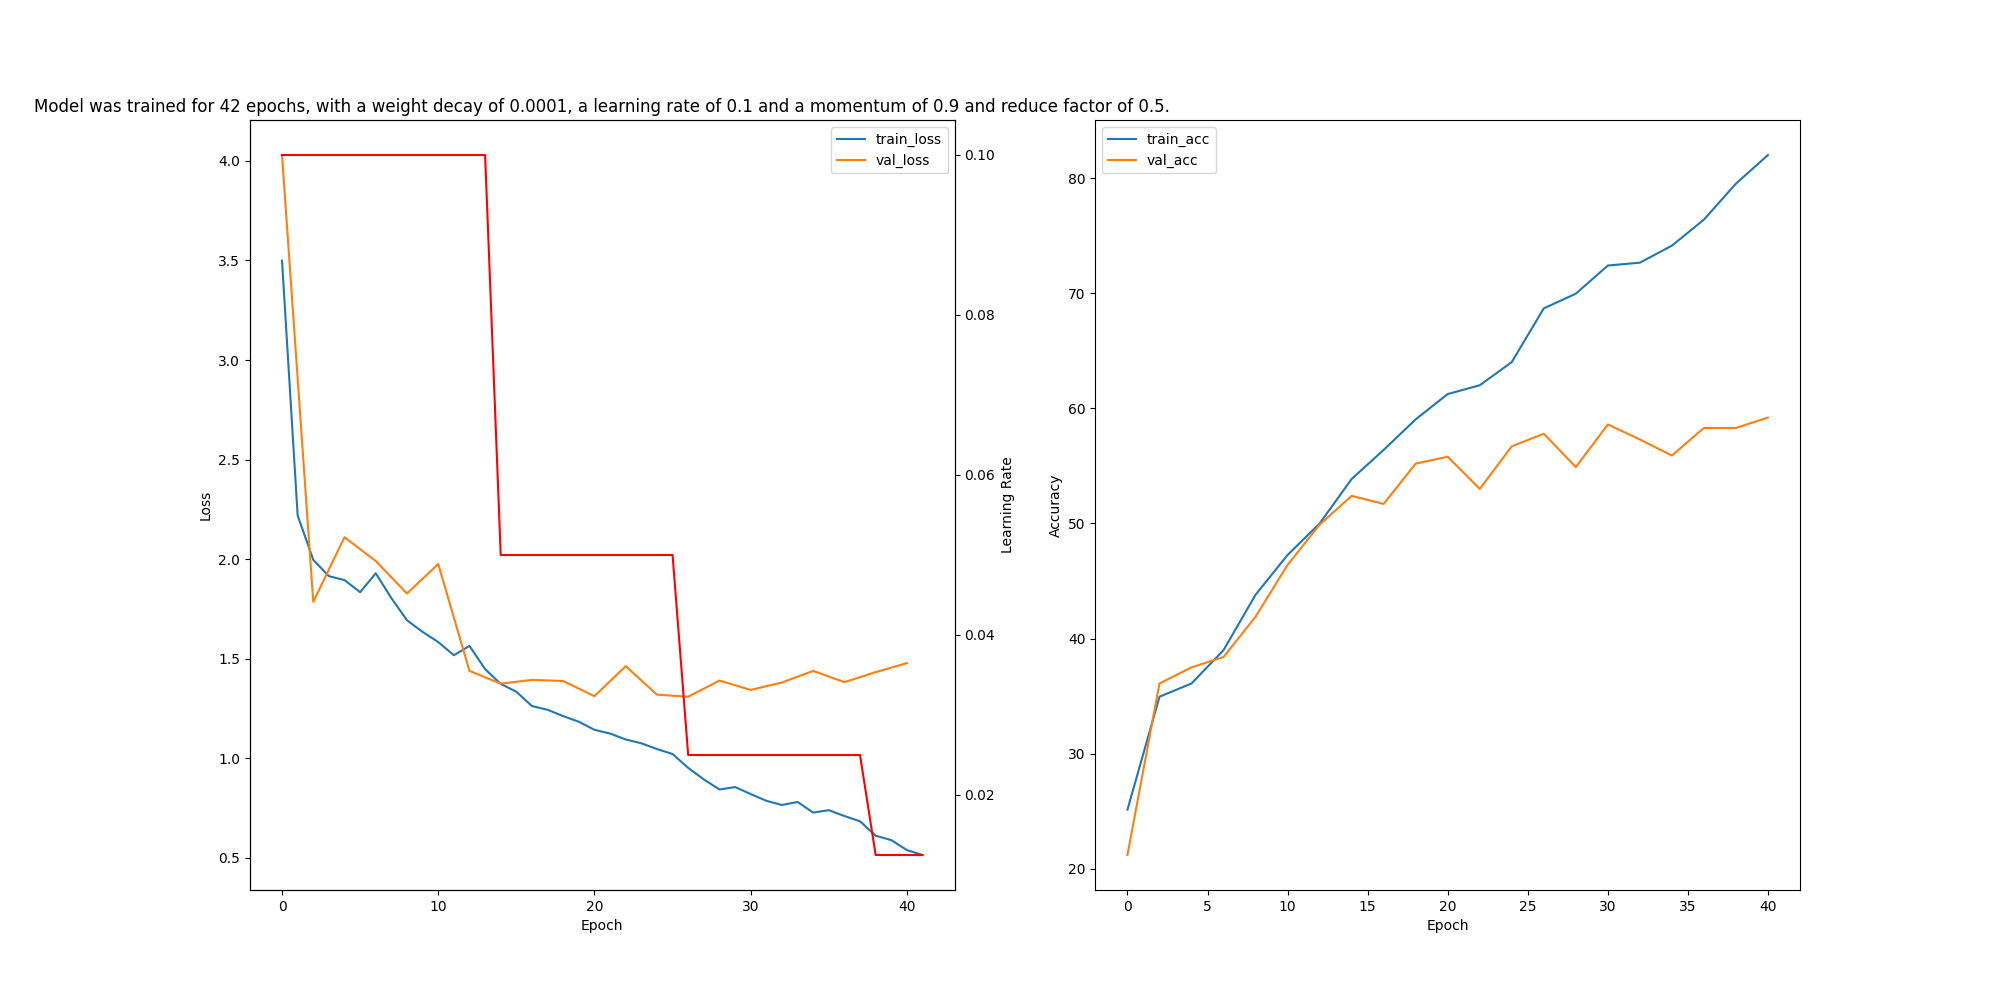 Model was trained for 42 epochs, with a weight decay of 0.0001, a learning rate of 0.1 and a momentum of 0.9 and reduce factor of 0.5.
train_loss
val_loss
4.0
3.5
3.0
2.5
2.0
1.5
1.0
0.5
Loss
0 10 20 30 40
Epoch
0.10
0.08
0.06
0.04
0.02
Learning Rate
train_acc
val_acc
80
70
60
50
40
30
20
Accuracy
0 5 10 15 20 25 30 35 40
Epoch